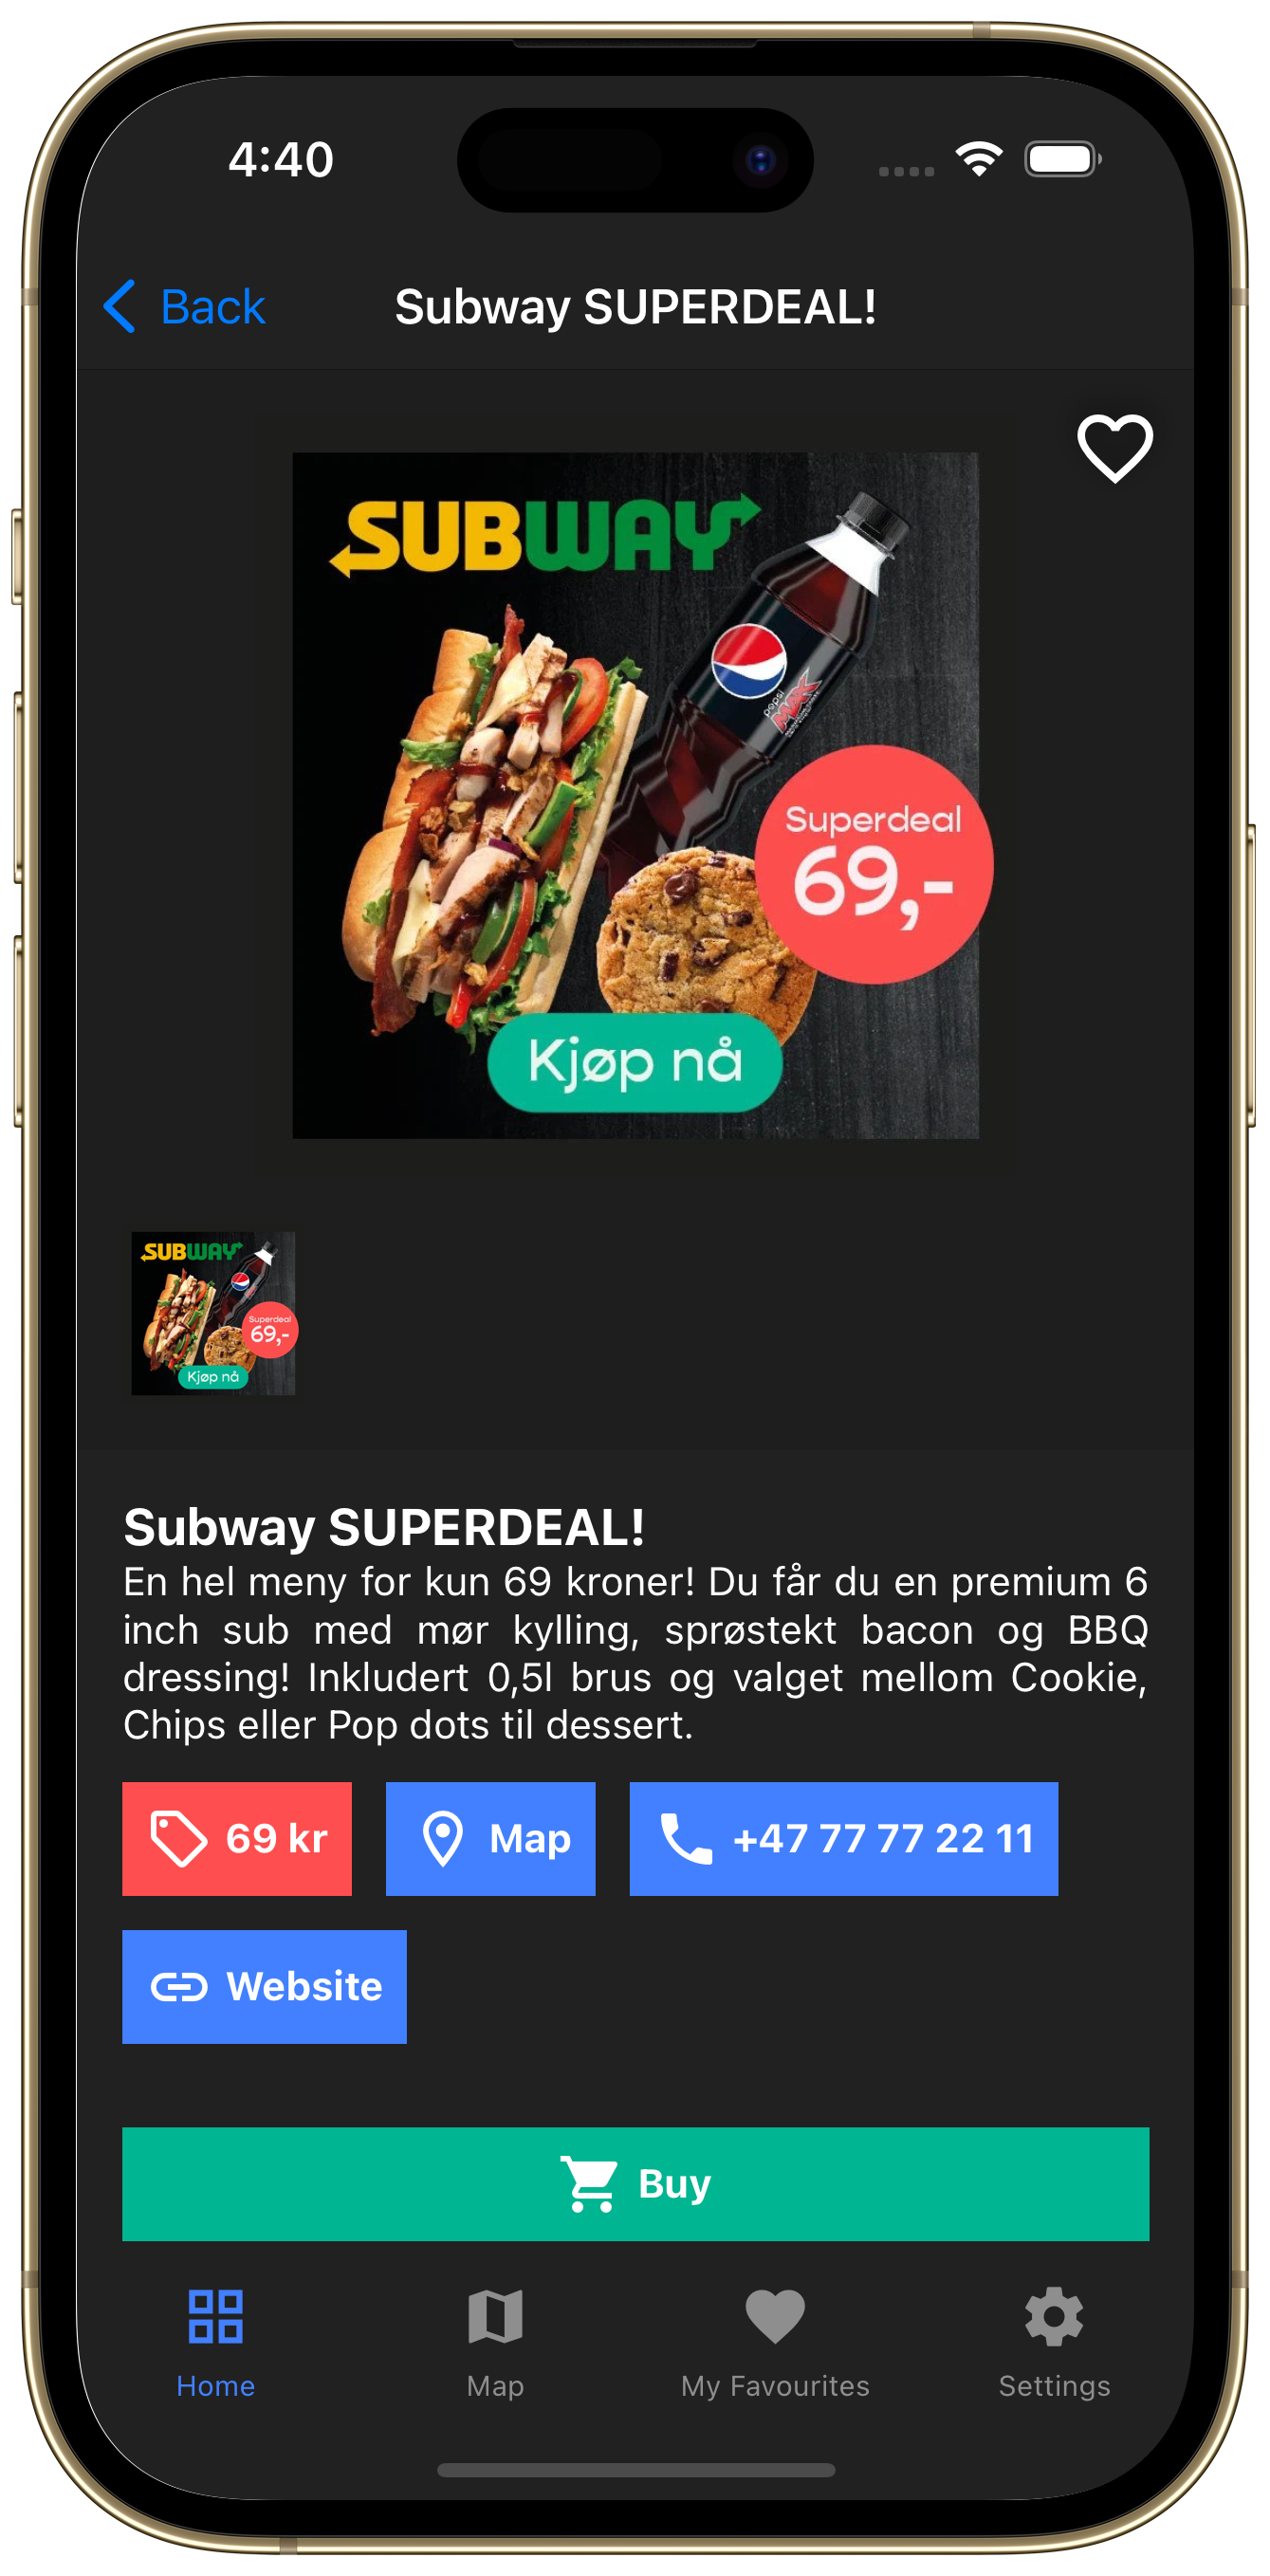 4:40
Back
Subway SUPERDEAL!
SUBWAY
pepsi
MAX
Superdeal
69,-
Kjøp nå
SUBWAY
Superdeal
69,-
Kjøp nå
Subway SUPERDEAL!
En hel meny for kun 69 kroner! Du får du en premium 6
inch sub med mør kylling, sprøstekt bacon og BBQ
dressing! Inkludert 0,5l brus og valget mellom Cookie,
Chips eller Pop dots til dessert.
69 kr
Map
+47 77 77 22 11
Website
Buy
Home
Map
My Favourites
Settings